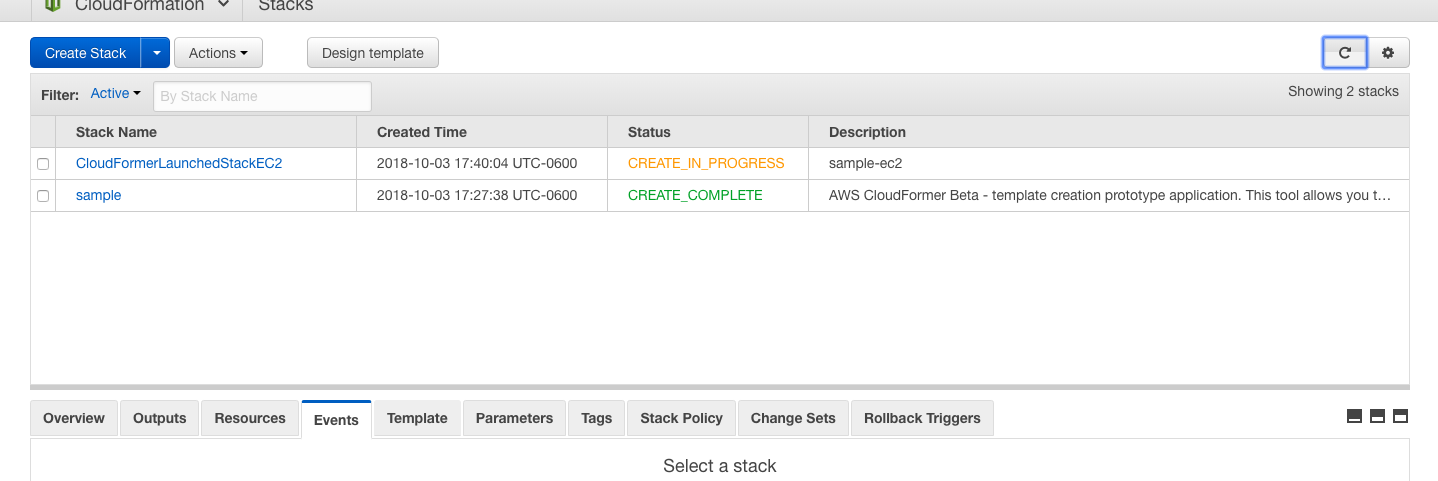 CloudFormation Stacks
Create Stack Actions Design template
Filter: Active By Stack Name Showing 2 stacks
Stack Name Created Time Status Description
CloudFormerLaunchedStackEC2 2018-10-03 17:40:04 UTC-0600 CREATE_IN_PROGRESS sample-ec2
sample 2018-10-03 17:27:38 UTC-0600 CREATE_COMPLETE AWS CloudFormer Beta - template creation prototype application. This tool allows you t…
Overview Outputs Resources Events Template Parameters Tags Stack Policy Change Sets Rollback Triggers
Select a stack